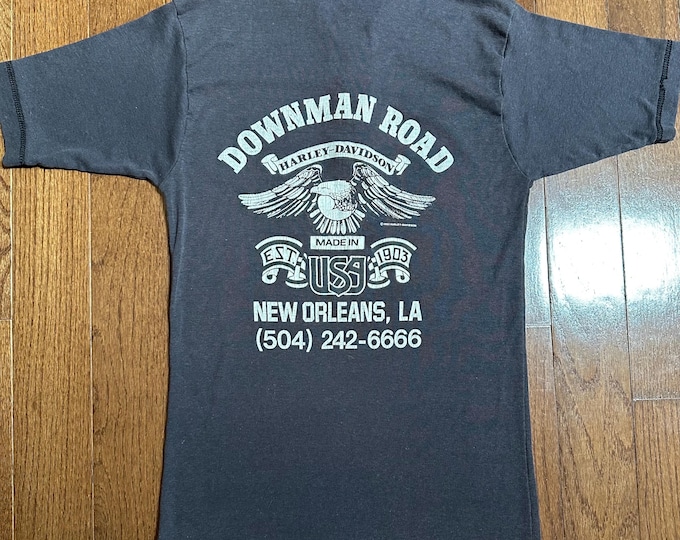 DOWNMAN ROAD
HARLEY-DAVIDSON
MADE IN
EST 1903
USA
NEW ORLEANS, LA
(504) 242-6666